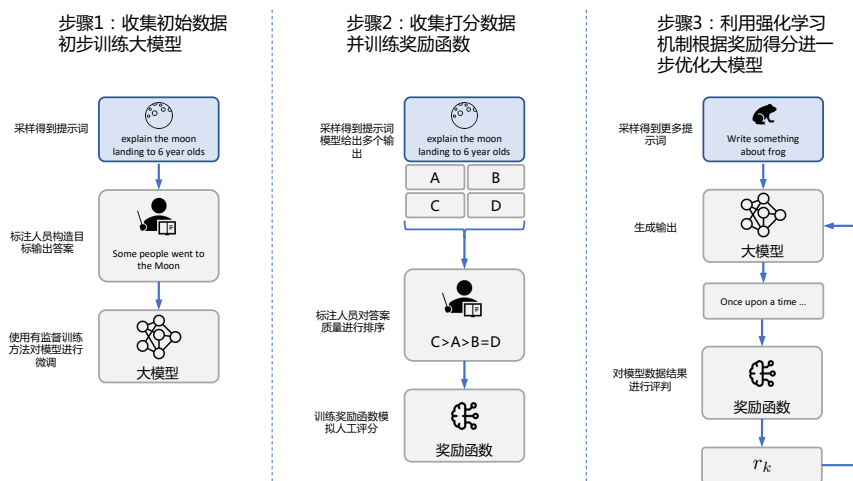 步骤1：收集初始数据
初步训练大模型
采样得到提示词
explain the moon
landing to 6 year olds
标注人员构造目
标输出答案
Some people went to
the Moon
使用有监督训练
方法对模型进行
微调
大模型
步骤2：收集打分数据
并训练奖励函数
采样得到提示词
模型给出多个输
出
explain the moon
landing to 6 year olds
A
B
C
D
标注人员对答案
质量进行排序
C>A>B=D
训练奖励函数模
拟人工评分
奖励函数
步骤3：利用强化学习
机制根据奖励得分进一
步优化大模型
采样得到更多提
示词
Write something
about frog
生成输出
大模型
Once upon a time ...
对模型数据结果
进行评判
奖励函数
r_k